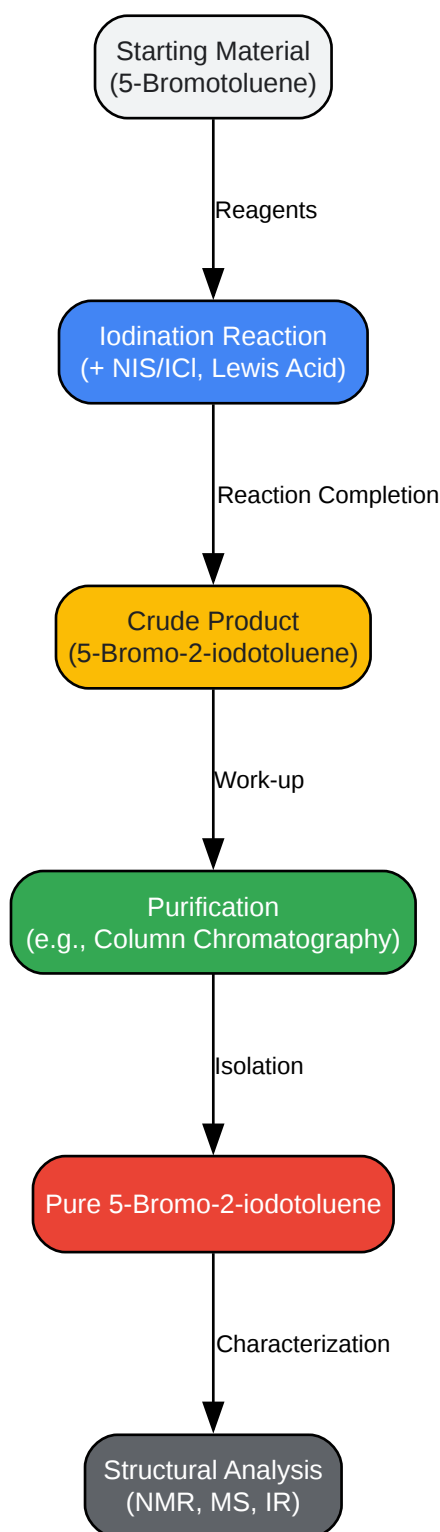 Starting Material
(5-Bromotoluene)
Reagents
Iodination Reaction
(+ NIS/ICl, Lewis Acid)
Reaction Completion
Crude Product
(5-Bromo-2-iodotoluene)
Work-up
Purification
(e.g., Column Chromatography)
Isolation
Pure 5-Bromo-2-iodotoluene
Characterization
Structural Analysis
(NMR, MS, IR)